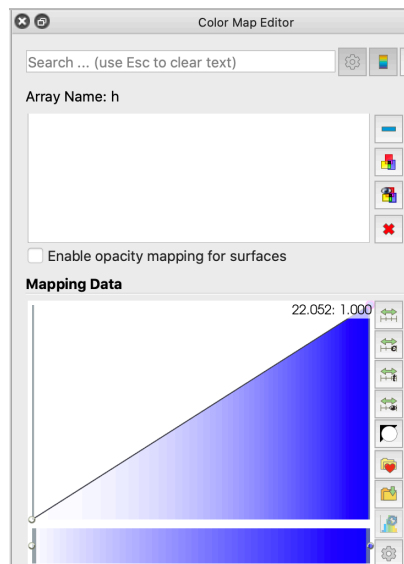 Color Map Editor
Search ... (use Esc to clear text)
Array Name: h
Enable opacity mapping for surfaces
Mapping Data
22.052: 1.000